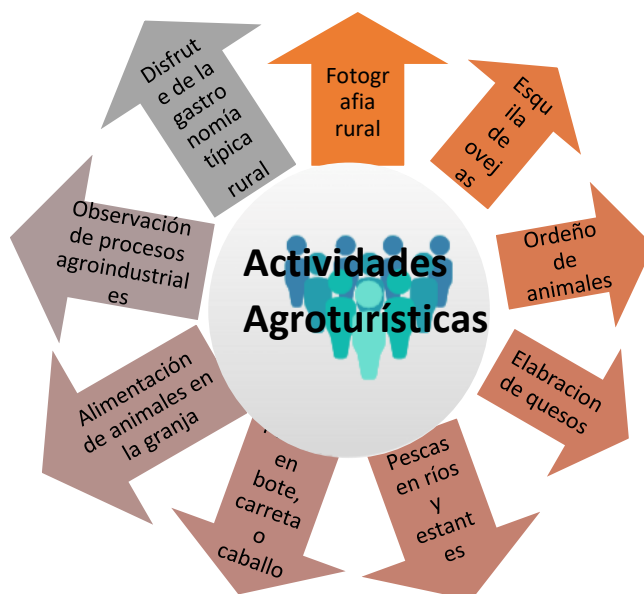 Actividades
Agroturísticas
Fotogr
afia
rural
Esqu
ila
de
ovej
as
Ordeño
de
animales
Elabracion
de quesos
Pescas
en ríos
y
estant
es
en
bote,
carreta
o
caballo
Alimentación
de animales en
la granja
Observación
de procesos
agroindustrial
es
Disfrut
e de la
gastro
nomía
típica
rural